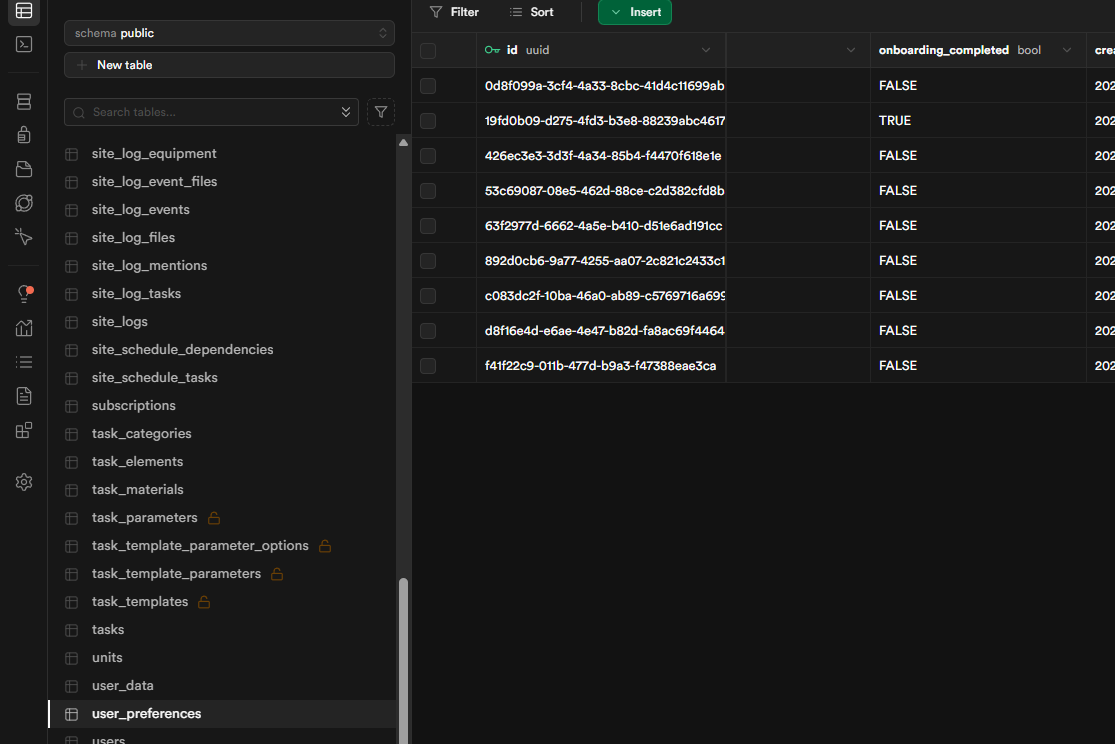 schema public
New table
Search tables...
site_log_equipment
site_log_event_files
site_log_events
site_log_files
site_log_mentions
site_log_tasks
site_logs
site_schedule_dependencies
site_schedule_tasks
subscriptions
task_categories
task_elements
task_materials
task_parameters
task_template_parameter_options
task_template_parameters
task_templates
tasks
units
user_data
user_preferences
users
Filter Sort Insert
id uuid onboarding_completed bool crea
0d8f099a-3cf4-4a33-8cbc-41d4c11699ab FALSE 202
19fd0b09-d275-4fd3-b3e8-88239abc4617 TRUE 202
426ec3e3-3d3f-4a34-85b4-f4470f618e1e FALSE 202
53c69087-08e5-462d-88ce-c2d382cfd8b FALSE 202
63f2977d-6662-4a5e-b410-d51e6ad191cc FALSE 202
892d0cb6-9a77-4255-aa07-2c821c2433c1 FALSE 202
c083dc2f-10ba-46a0-ab89-c5769716a699 FALSE 202
d8f16e4d-e6ae-4e47-b82d-fa8ac69f4464 FALSE 202
f41f22c9-011b-477d-b9a3-f47388eae3ca FALSE 202